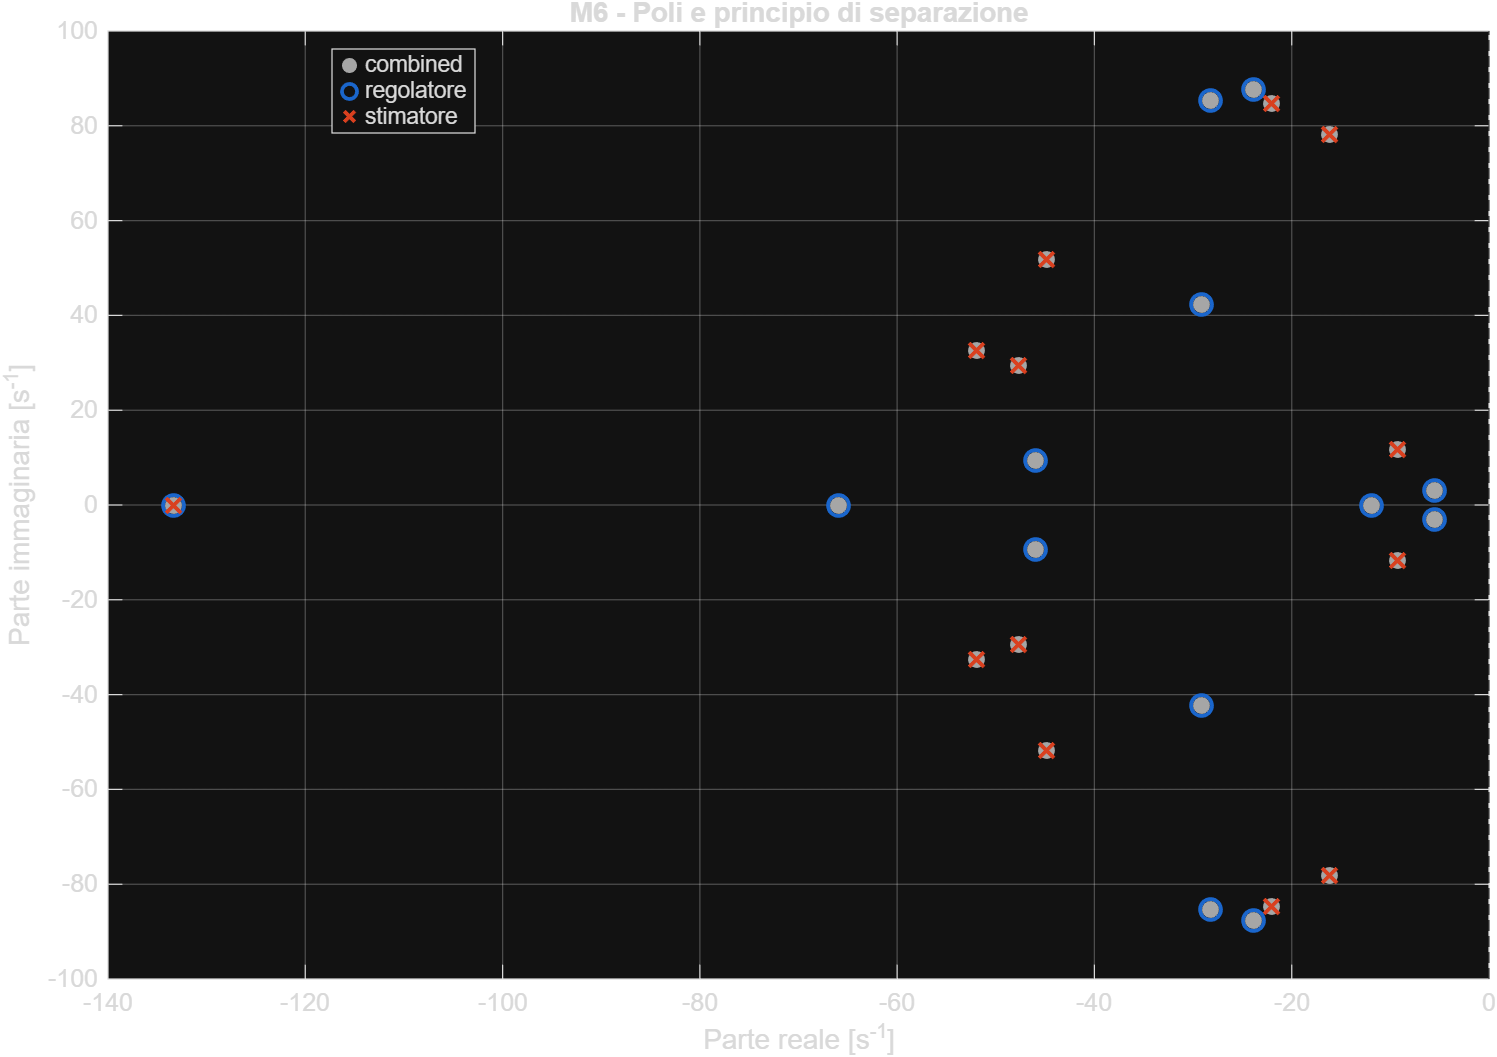 M6 - Poli e principio di separazione
combined
regolatore
stimatore
Parte immaginaria [s⁻¹]
100
80
60
40
20
0
-20
-40
-60
-80
-100
-140 -120 -100 -80 -60 -40 -20 0
Parte reale [s⁻¹]